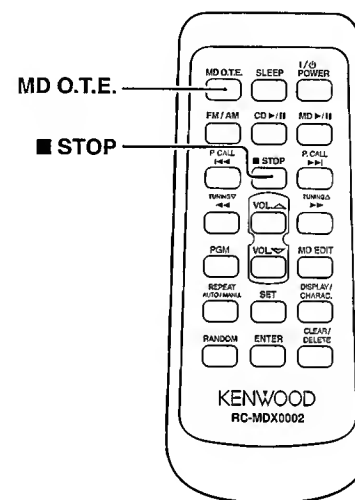 MD O.T.E.
■ STOP
MD O.T.E. SLEEP I/⏻ POWER
FM / AM CD ►/II MD ►/II
P.CALL I◄◄ ■ STOP P.CALL ►►I
TUNING▽ ◄◄ VOL.△ TUNING△ ►►
PGM VOL.▽ MD EDIT
REPEAT AUTO/MANU. SET DISPLAY/ CHARAC.
RANDOM ENTER CLEAR/ DELETE
KENWOOD
RC-MDX0002